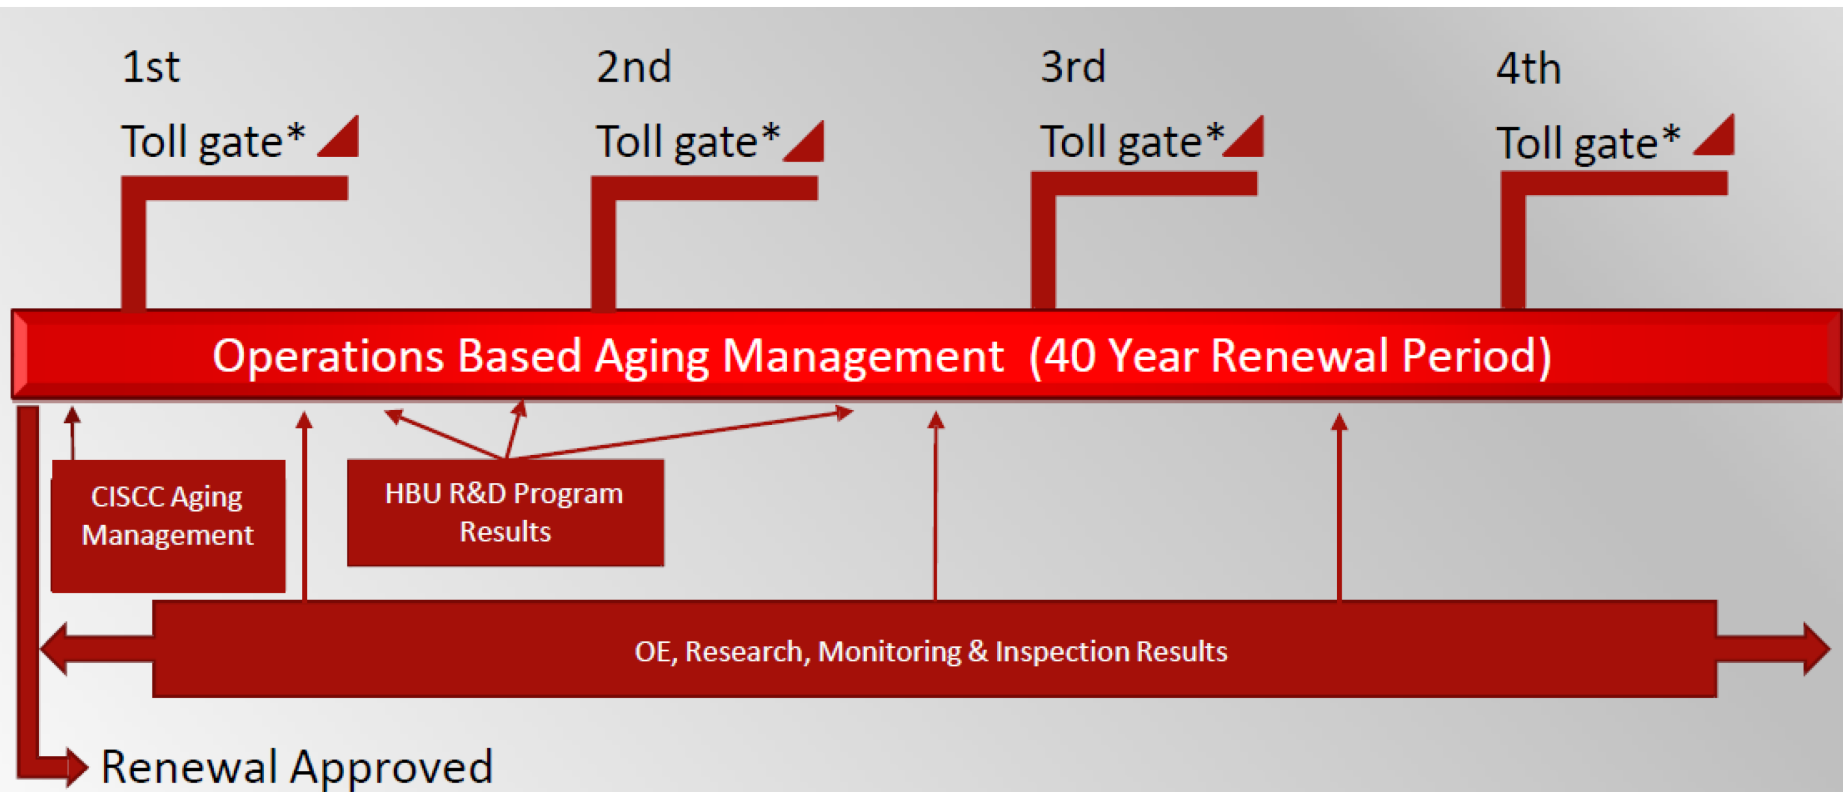 1st
Toll gate*
2nd
Toll gate*
3rd
Toll gate*
4th
Toll gate*
Operations Based Aging Management (40 Year Renewal Period)
CISCC Aging
Management
HBU R&D Program
Results
OE, Research, Monitoring & Inspection Results
Renewal Approved